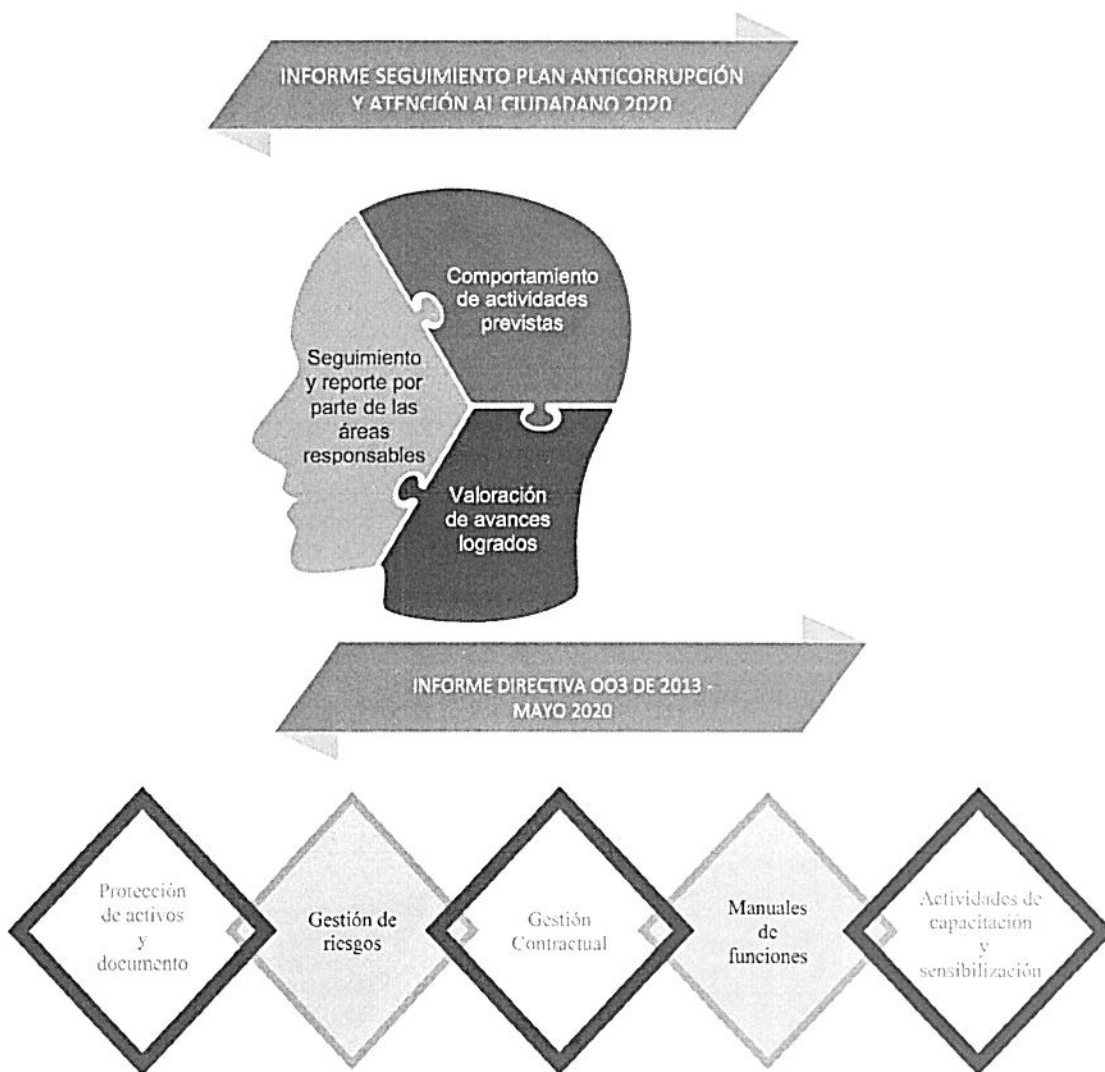 INFORME SEGUIMIENTO PLAN ANTICORRUPCIÓN
Y ATENCIÓN AL CIUDADANO 2020
Comportamiento
de actividades
previstas
Seguimiento
y reporte por
parte de las
áreas
responsables
Valoración
de avances
logrados
INFORME DIRECTIVA OO3 DE 2013 -
MAYO 2020
Protección
de activos
y
documento
Gestión de
riesgos
Gestión
Contractual
Manuales
de
funciones
Actividades de
capacitación
y
sensibilización